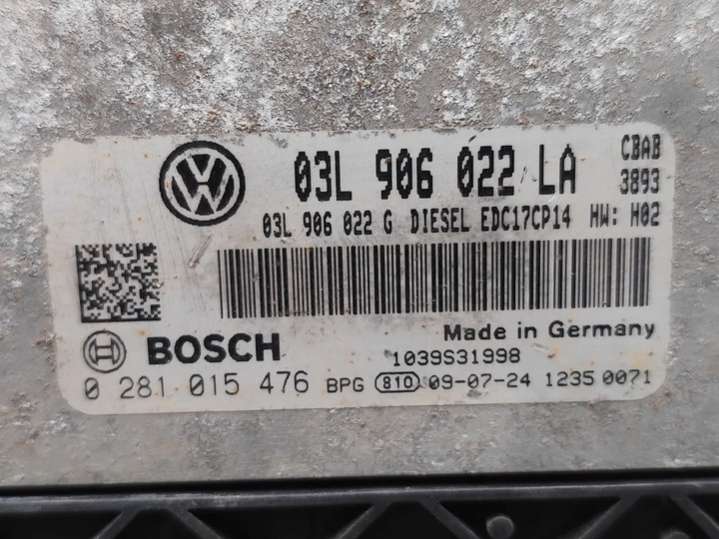 03L 906 022 LA CBAB
3893
03L 906 022 G DIESEL EDC17CP14 HW: H02
Made in Germany
BOSCH
1039S31998
0 281 015 476 BPG 810 09-07-24 1235 0071